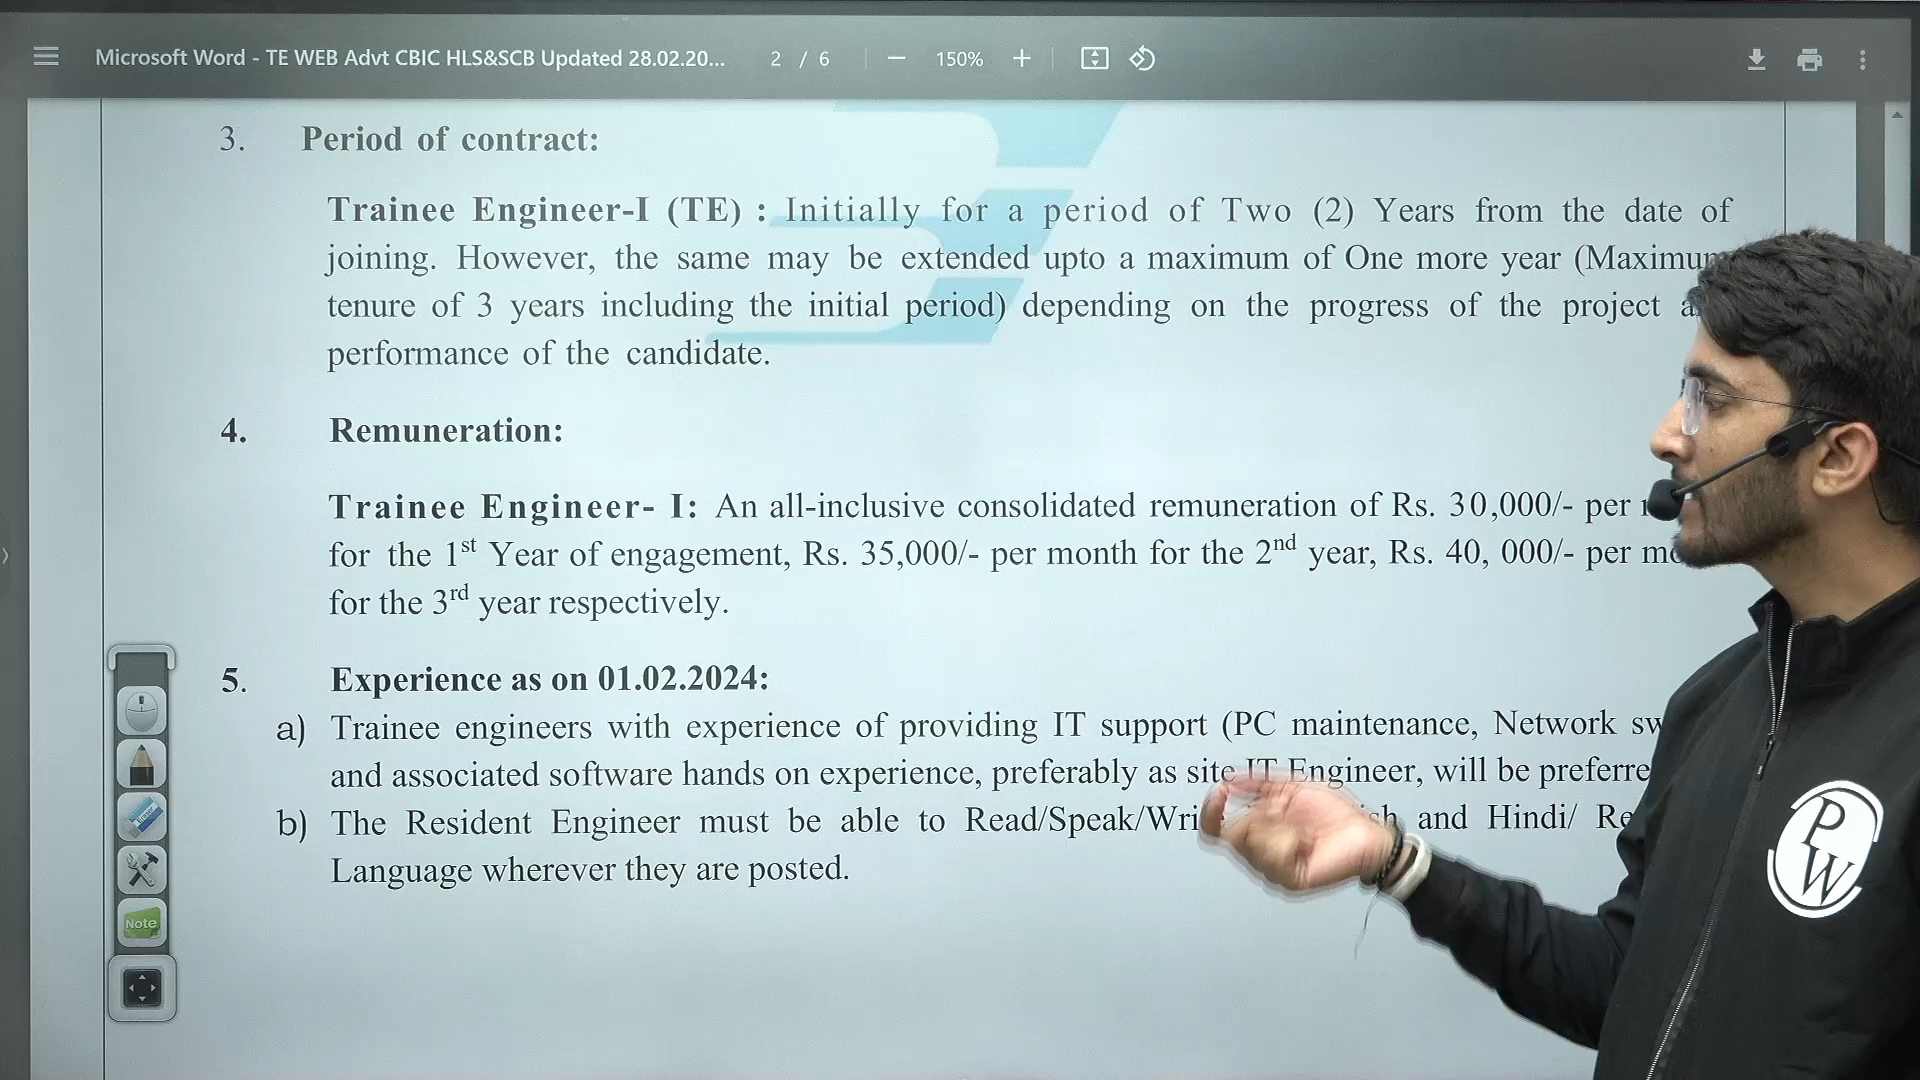 Microsoft Word - TE WEB Advt CBIC HLS&SCB Updated 28.02.20... 2 / 6 150%
3. Period of contract:
Trainee Engineer-I (TE) : Initially for a period of Two (2) Years from the date of
joining. However, the same may be extended upto a maximum of One more year
tenure of 3 years including the initial period) depending on the progress of the project
performance of the candidate.
4. Remuneration:
Trainee Engineer- I: An all-inclusive consolidated remuneration of Rs. 30,000/- per
for the 1st Year of engagement, Rs. 35,000/- per month for the 2nd year, Rs. 40, 000/- per
for the 3rd year respectively.
5. Experience as on 01.02.2024:
a) Trainee engineers with experience of providing IT support (PC maintenance, Network
and associated software hands on experience, preferably as site IT Engineer, will be
b) The Resident Engineer must be able to and Hindi/
Language wherever they are posted.
Eraser
Note
PW